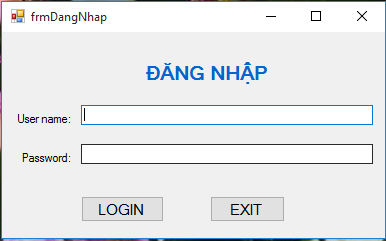 frmDangNhap
ĐĂNG NHẬP
User name:
Password:
LOGIN EXIT